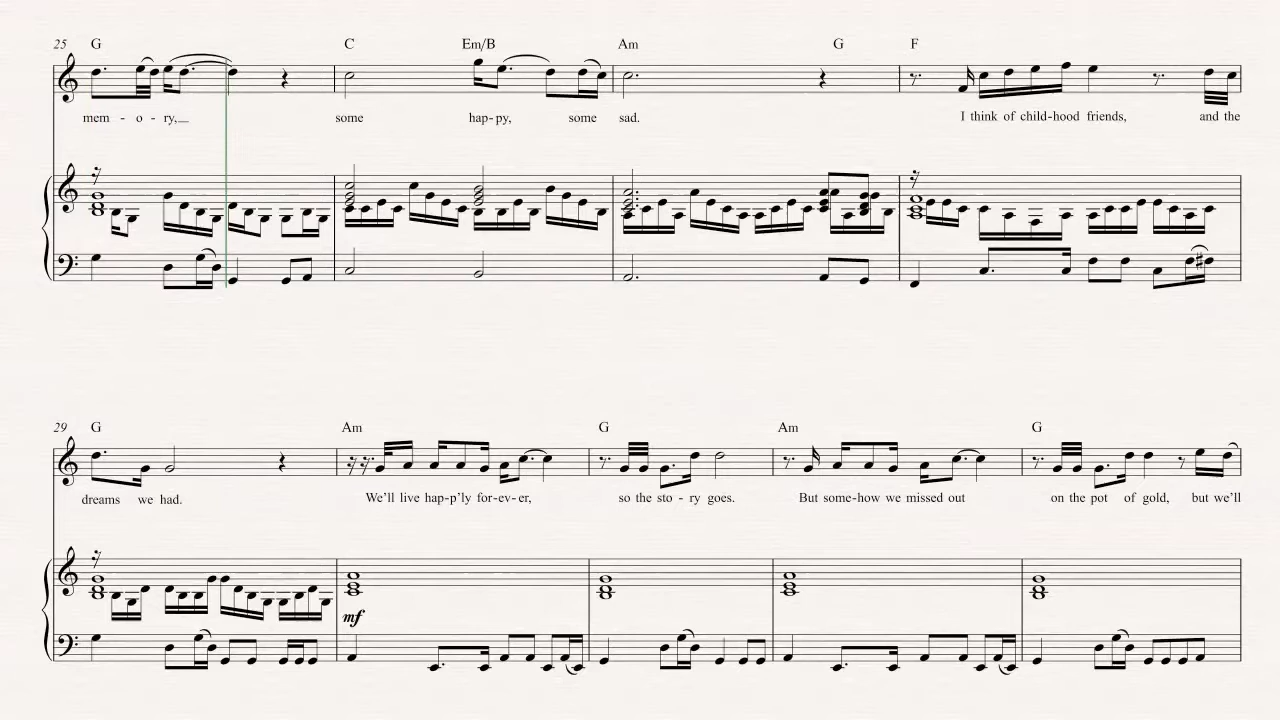 25 G C Em/B Am G F
mem - o - ry,__ some hap-py, some sad. I think of child-hood friends, and the
29 G Am G Am G
dreams we had. We'll live hap-p'ly for-ev-er, so the sto - ry goes. But some-how we missed out on the pot of gold, but we'll
mf